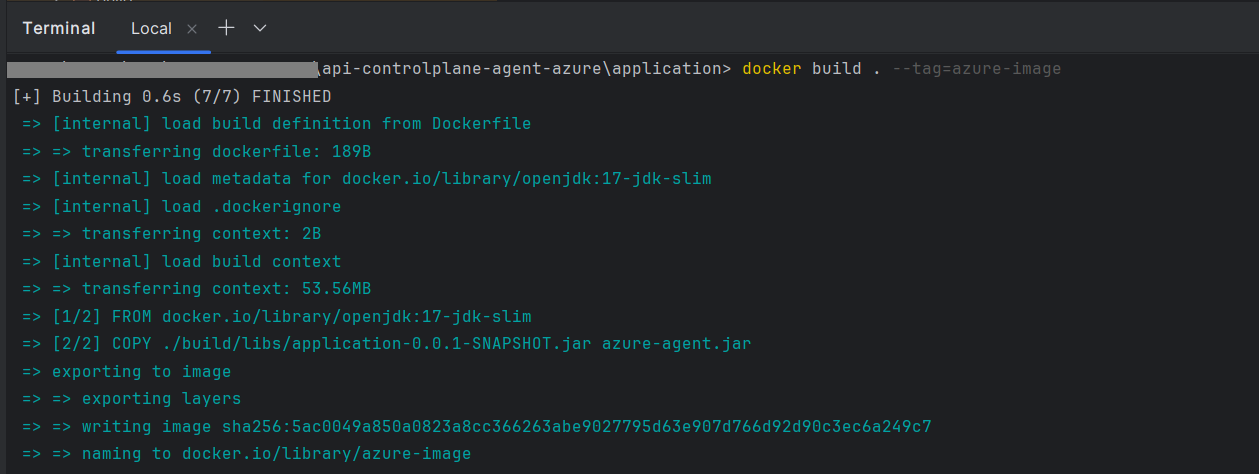 Terminal Local × + ⌄
\api-controlplane-agent-azure\application> docker build . --tag=azure-image
[+] Building 0.6s (7/7) FINISHED
=> [internal] load build definition from Dockerfile
=> => transferring dockerfile: 189B
=> [internal] load metadata for docker.io/library/openjdk:17-jdk-slim
=> [internal] load .dockerignore
=> => transferring context: 2B
=> [internal] load build context
=> => transferring context: 53.56MB
=> [1/2] FROM docker.io/library/openjdk:17-jdk-slim
=> [2/2] COPY ./build/libs/application-0.0.1-SNAPSHOT.jar azure-agent.jar
=> exporting to image
=> => exporting layers
=> => writing image sha256:5ac0049a850a0823a8cc366263abe9027795d63e907d766d92d90c3ec6a249c7
=> => naming to docker.io/library/azure-image